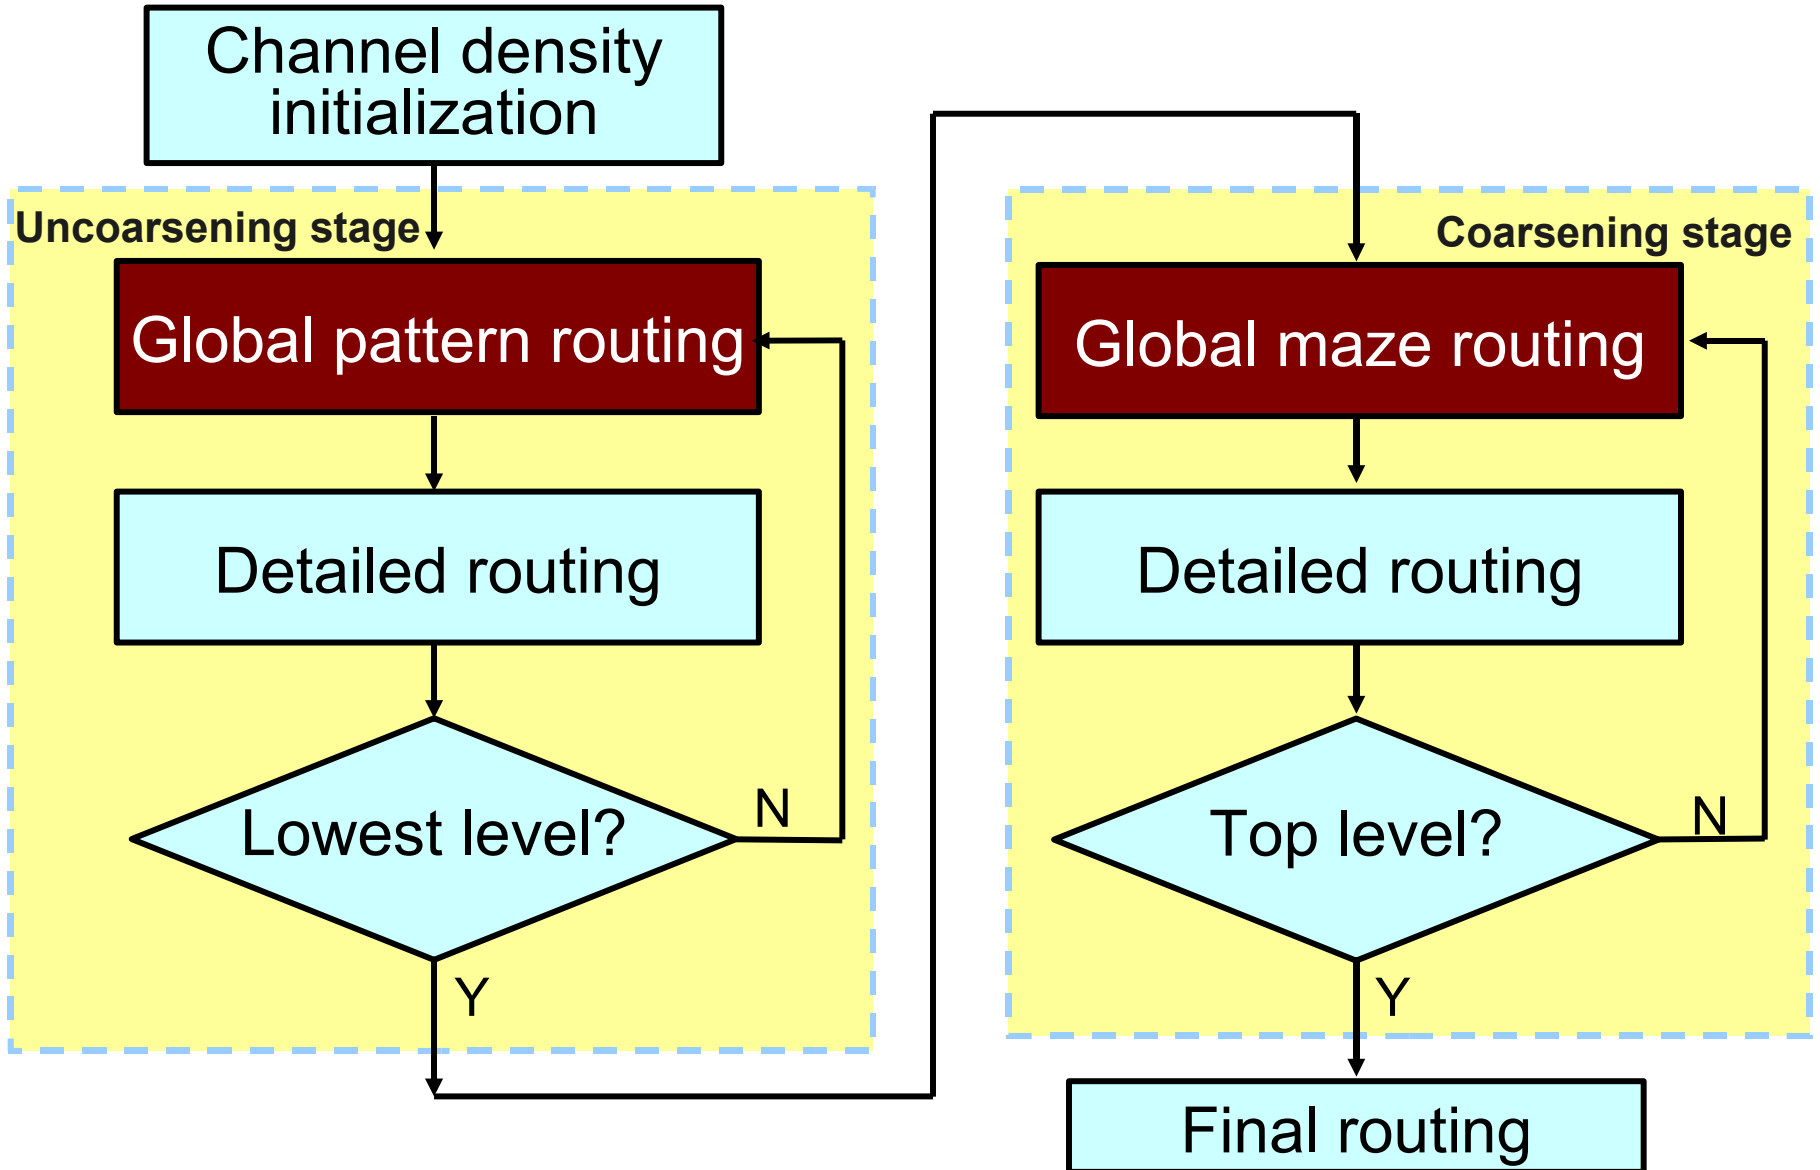 Channel density
initialization
Uncoarsening stage
Global pattern routing
Detailed routing
Lowest level?
N
Y
Coarsening stage
Global maze routing
Detailed routing
Top level?
N
Y
Final routing